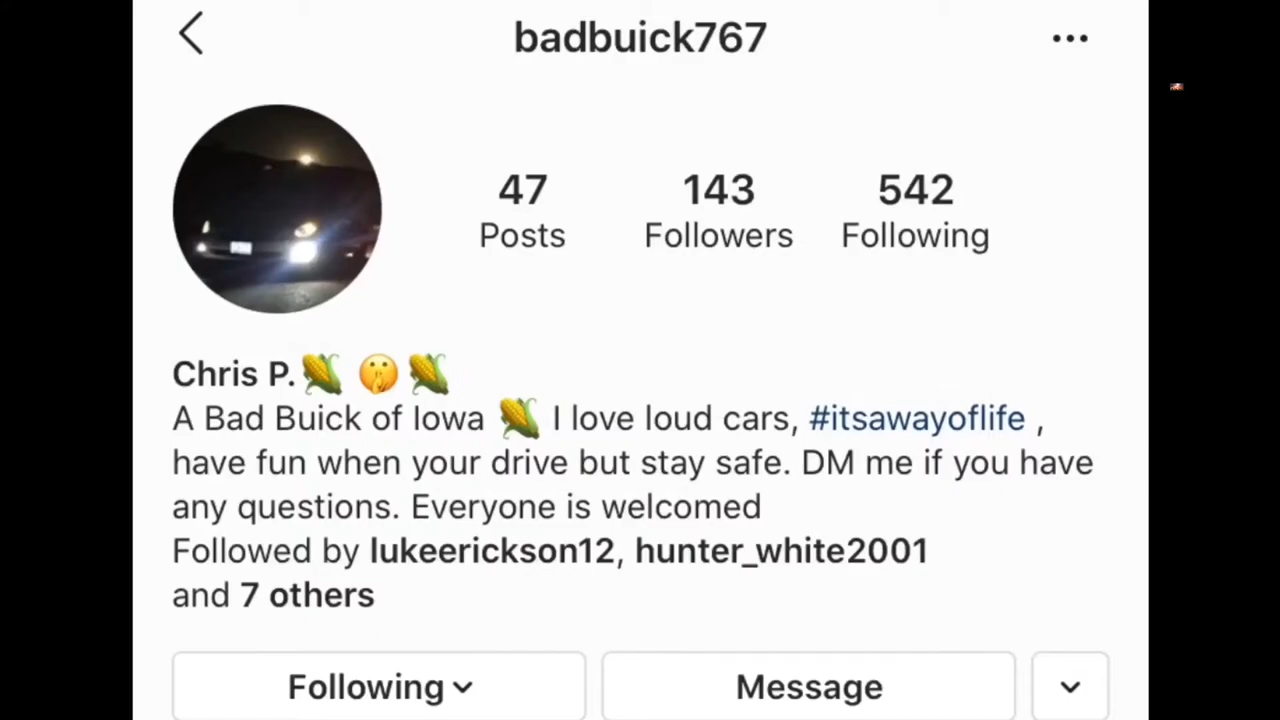 badbuick767
47 143 542
Posts Followers Following
Chris P.🌽 🤫 🌽
A Bad Buick of Iowa 🌽 I love loud cars, #itsawayoflife ,
have fun when your drive but stay safe. DM me if you have
any questions. Everyone is welcomed
Followed by lukeerickson12, hunter_white2001
and 7 others
Following Message